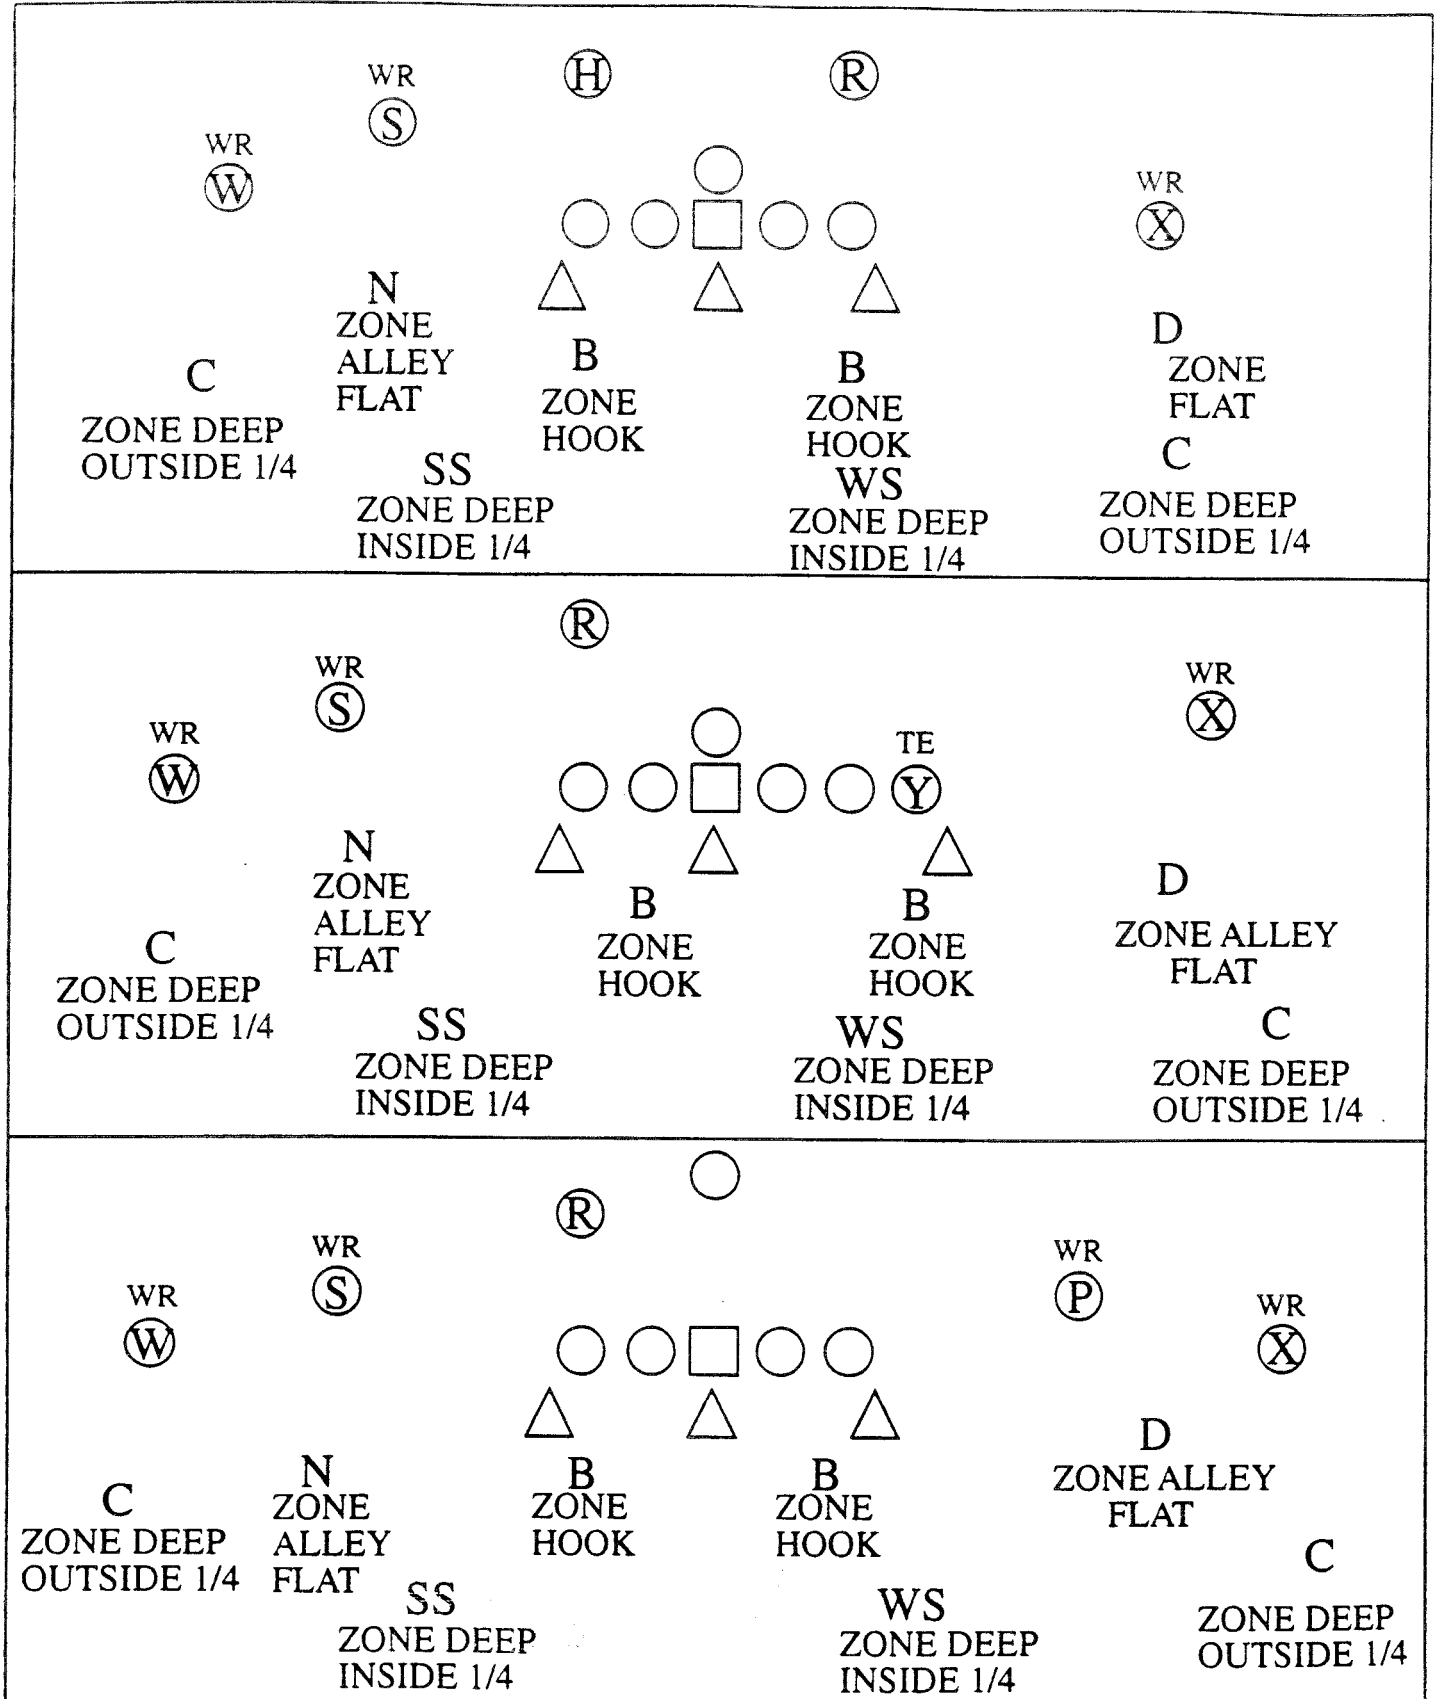 WR
H
R
S
WR
W
WR
X
N
ZONE
ALLEY
FLAT
D
ZONE
FLAT
B
ZONE
HOOK
B
ZONE
HOOK
C
ZONE DEEP
OUTSIDE 1/4
SS
ZONE DEEP
INSIDE 1/4
WS
ZONE DEEP
INSIDE 1/4
C
ZONE DEEP
OUTSIDE 1/4
R
WR
S
WR
X
WR
W
TE
Y
N
ZONE
ALLEY
FLAT
B
ZONE
HOOK
B
ZONE
HOOK
D
ZONE ALLEY
FLAT
C
ZONE DEEP
OUTSIDE 1/4
SS
ZONE DEEP
INSIDE 1/4
WS
ZONE DEEP
INSIDE 1/4
C
ZONE DEEP
OUTSIDE 1/4
R
WR
S
WR
P
WR
W
WR
X
D
ZONE ALLEY
FLAT
N
ZONE
ALLEY
FLAT
B
ZONE
HOOK
B
ZONE
HOOK
C
ZONE DEEP
OUTSIDE 1/4
SS
ZONE DEEP
INSIDE 1/4
WS
ZONE DEEP
INSIDE 1/4
C
ZONE DEEP
OUTSIDE 1/4